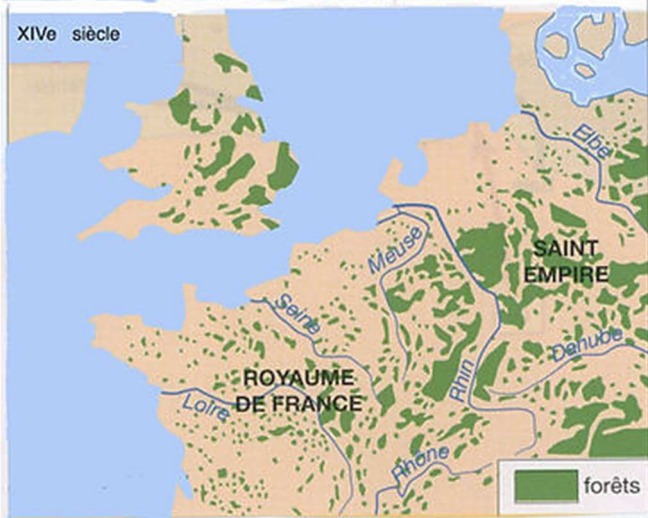 XIVe siècle
Elbe
Meuse
SAINT
EMPIRE
Seine
Danube
ROYAUME
DE FRANCE
Rhin
Loire
Rhône
forêts